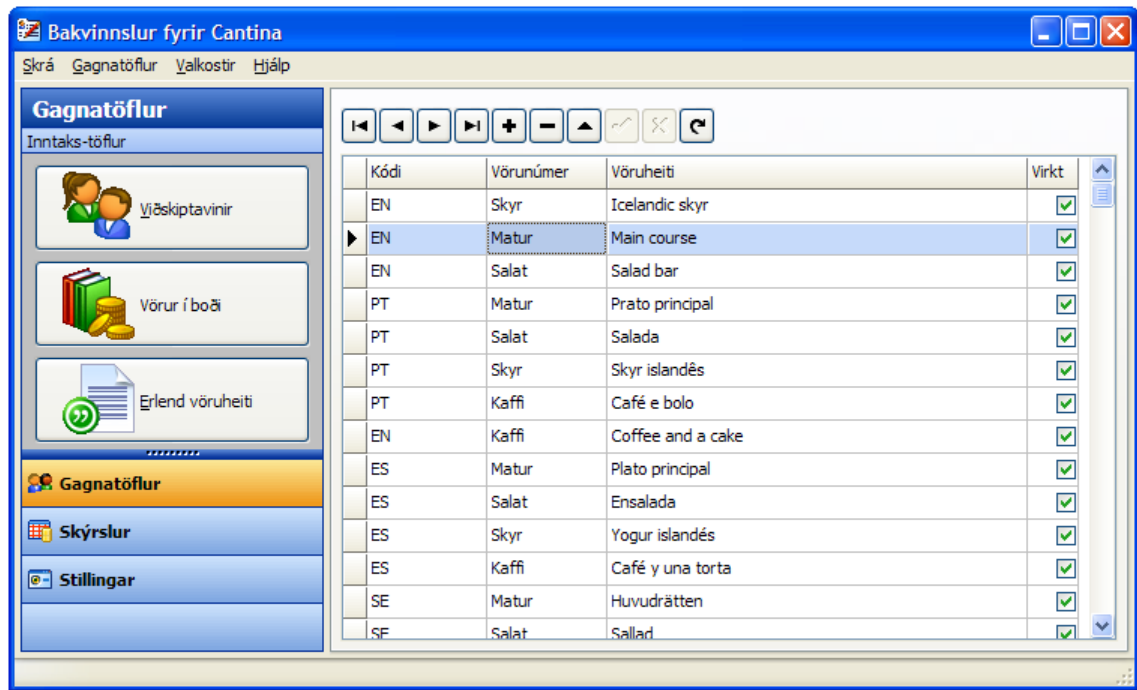 Bakvinnslur fyrir Cantina
Skrá Gagnatöflur Valkostir Hjálp
Gagnatöflur
Inntaks-töflur
Viðskiptavinir
Vörur í boði
Erlend vöruheiti
Gagnatöflur
Skýrslur
Stillingar
Kódi Vörunúmer Vöruheiti Virkt
EN Skyr Icelandic skyr
EN Matur Main course
EN Salat Salad bar
PT Matur Prato principal
PT Salat Salada
PT Skyr Skyr islandês
PT Kaffi Café e bolo
EN Kaffi Coffee and a cake
ES Matur Plato principal
ES Salat Ensalada
ES Skyr Yogur islandés
ES Kaffi Café y una torta
SE Matur Huvudrätten
SE Salat Sallad